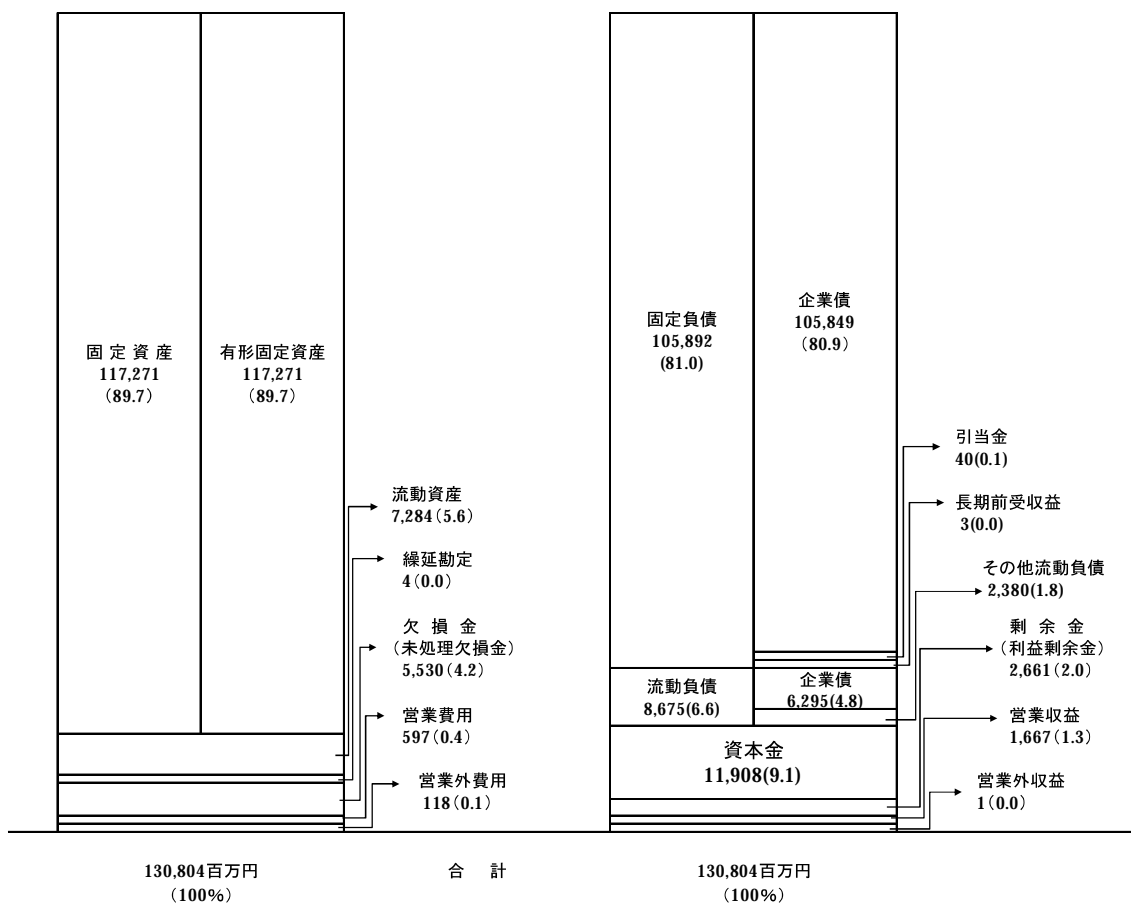 固 定 資 産
117,271
(89.7)
有形固定資産
117,271
(89.7)
流動資産
7,284(5.6)
繰延勘定
4(0.0)
欠 損 金
(未処理欠損金)
5,530(4.2)
営業費用
597(0.4)
営業外費用
118(0.1)
固定負債
105,892
(81.0)
企業債
105,849
(80.9)
引当金
40(0.1)
長期前受収益
3(0.0)
その他流動負債
2,380(1.8)
流動負債
8,675(6.6)
企業債
6,295(4.8)
剰 余 金
(利益剰余金)
2,661(2.0)
資本金
11,908(9.1)
営業収益
1,667(1.3)
営業外収益
1(0.0)
130,804百万円
(100%)
合 計
130,804百万円
(100%)